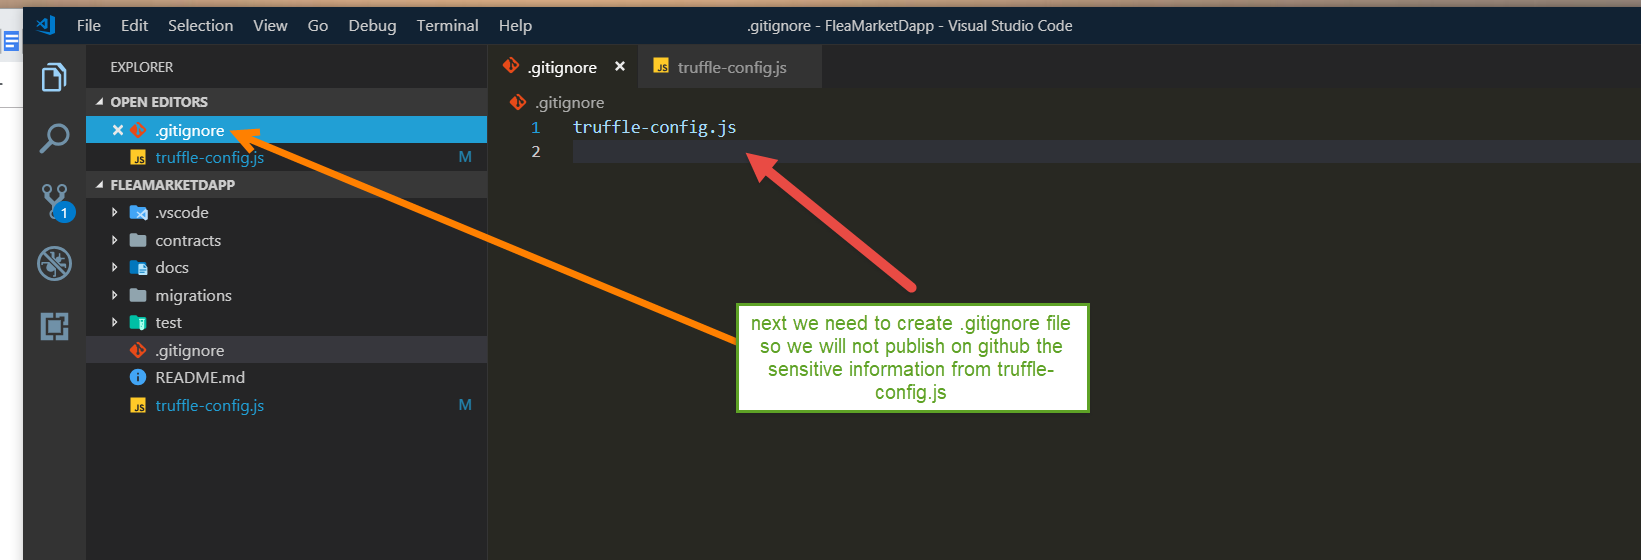 File Edit Selection View Go Debug Terminal Help
.gitignore - FleaMarketDapp - Visual Studio Code
EXPLORER
OPEN EDITORS
.gitignore
truffle-config.js M
FLEAMARKETDAPP
.vscode
contracts
docs
migrations
test
.gitignore
README.md
truffle-config.js M
1
.gitignore
JS truffle-config.js
.gitignore
1 truffle-config.js
2
next we need to create .gitignore file
so we will not publish on github the
sensitive information from truffle-
config.js